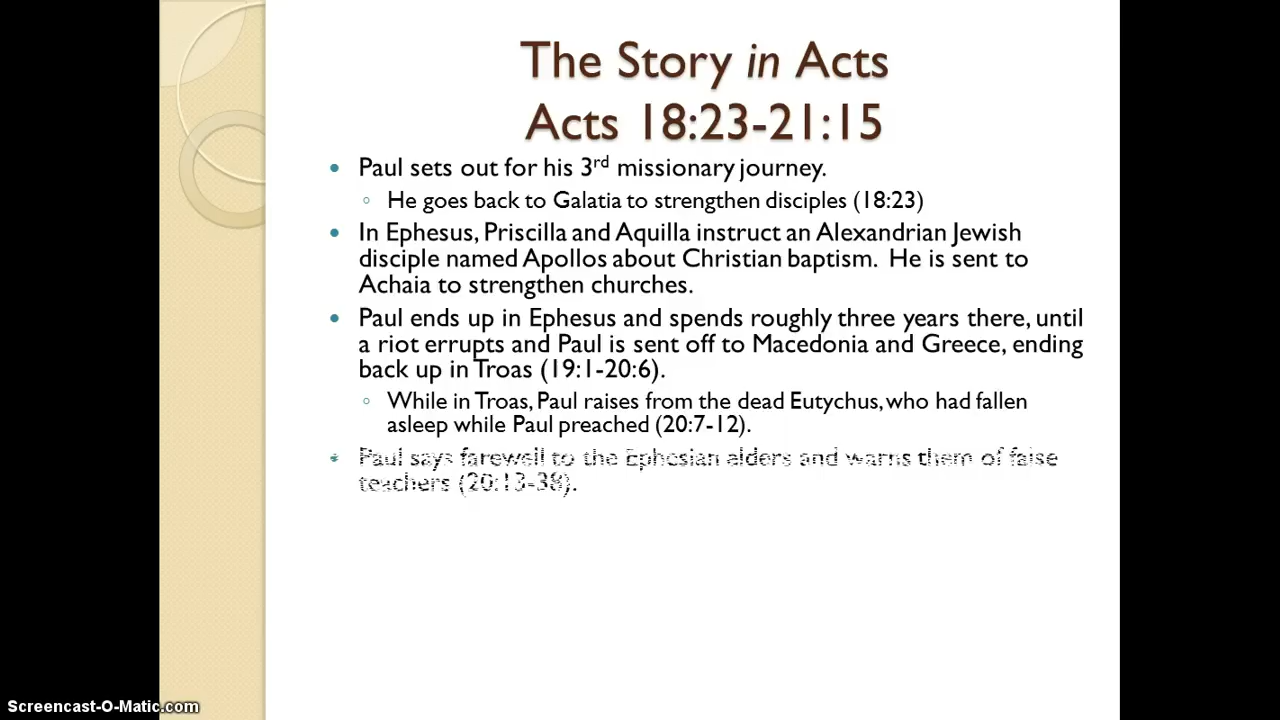 The Story in Acts
Acts 18:23-21:15
• Paul sets out for his 3rd missionary journey.
◦ He goes back to Galatia to strengthen disciples (18:23)
• In Ephesus, Priscilla and Aquilla instruct an Alexandrian Jewish
disciple named Apollos about Christian baptism. He is sent to
Achaia to strengthen churches.
• Paul ends up in Ephesus and spends roughly three years there, until
a riot errupts and Paul is sent off to Macedonia and Greece, ending
back up in Troas (19:1-20:6).
◦ While in Troas, Paul raises from the dead Eutychus, who had fallen
asleep while Paul preached (20:7-12).
• Paul says farewell to the Ephesian elders and warns them of false
teachers (20:13-38).
Screencast-O-Matic.com